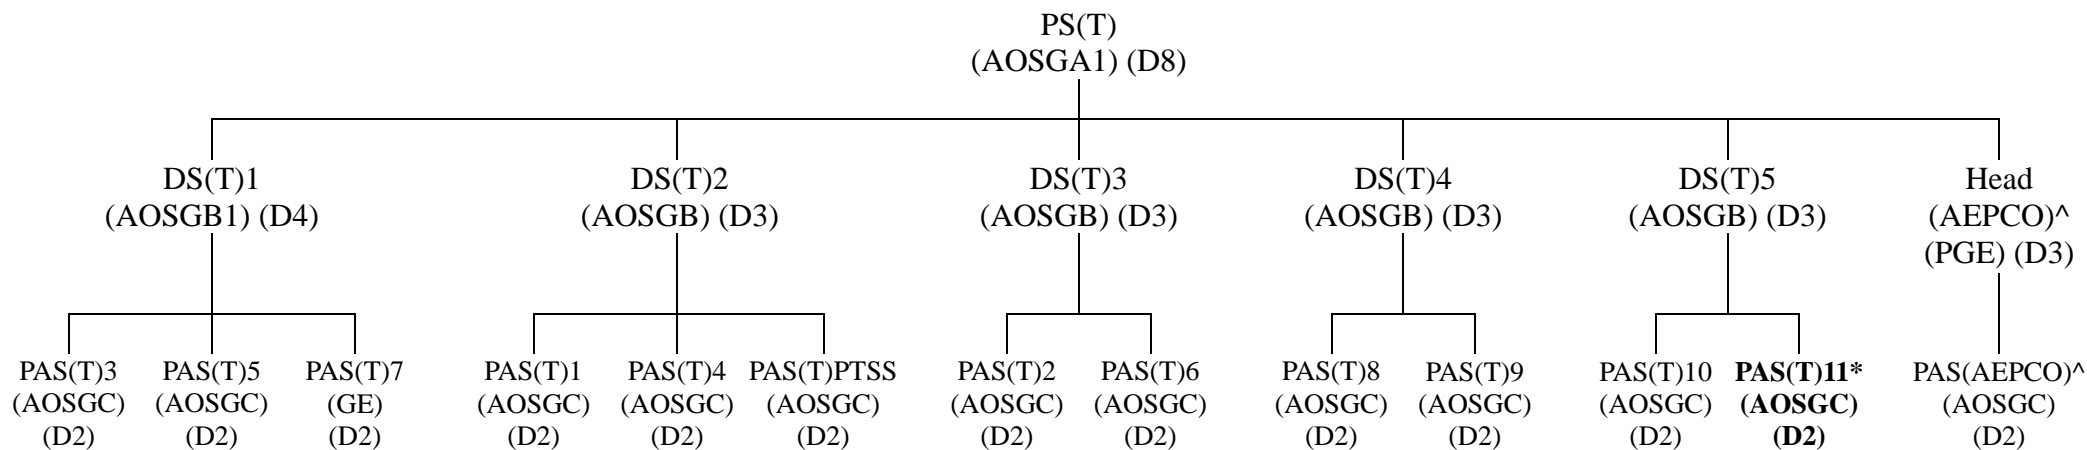 PS(T)
(AOSGA1) (D8)
DS(T)1
(AOSGB1) (D4)
DS(T)2
(AOSGB) (D3)
DS(T)3
(AOSGB) (D3)
DS(T)4
(AOSGB) (D3)
DS(T)5
(AOSGB) (D3)
Head
(AEPCO)^
(PGE) (D3)
PAS(T)3
(AOSGC)
(D2)
PAS(T)5
(AOSGC)
(D2)
PAS(T)7
(GE)
(D2)
PAS(T)1
(AOSGC)
(D2)
PAS(T)4
(AOSGC)
(D2)
PAS(T)PTSS
(AOSGC)
(D2)
PAS(T)2
(AOSGC)
(D2)
PAS(T)6
(AOSGC)
(D2)
PAS(T)8
(AOSGC)
(D2)
PAS(T)9
(AOSGC)
(D2)
PAS(T)10
(AOSGC)
(D2)
PAS(T)11*
(AOSGC)
(D2)
PAS(AEPCO)^
(AOSGC)
(D2)